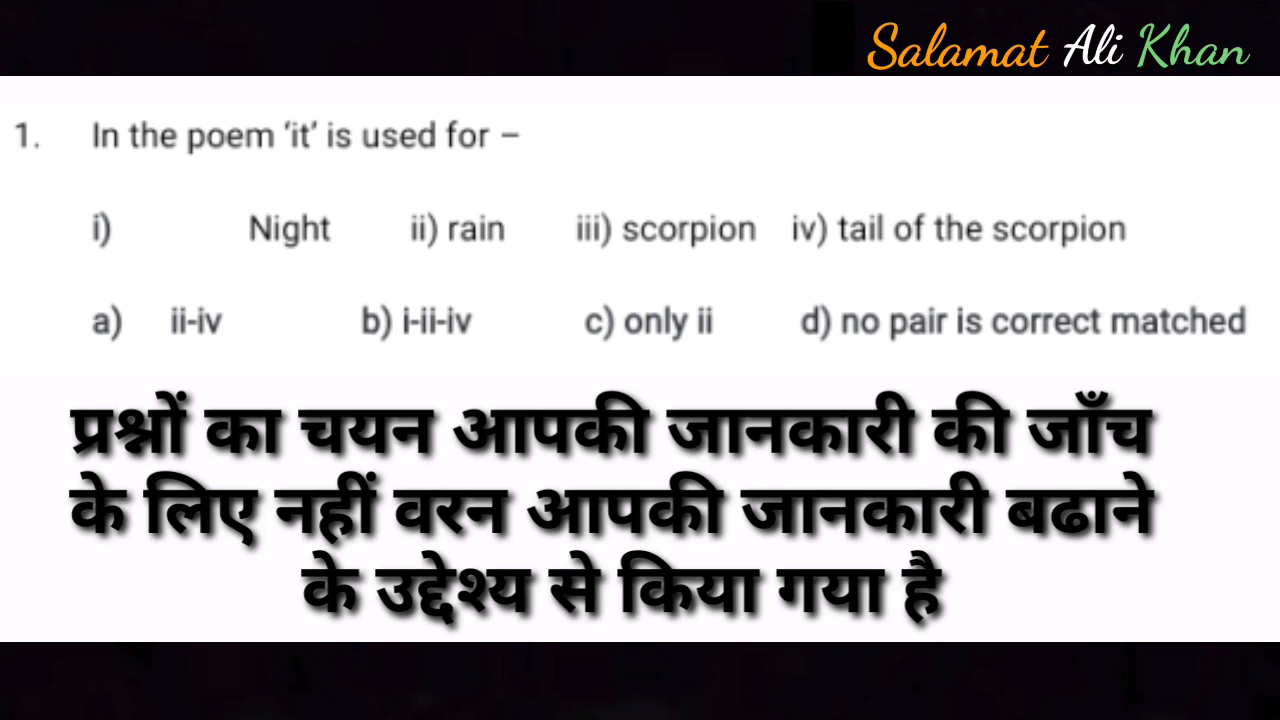 Salamat Ali Khan
1. In the poem ‘it’ is used for –
i) Night ii) rain iii) scorpion iv) tail of the scorpion
a) ii-iv b) i-ii-iv c) only ii d) no pair is correct matched
प्रश्नों का चयन आपकी जानकारी की जाँच
के लिए नहीं वरन आपकी जानकारी बढाने
के उद्देश्य से किया गया है